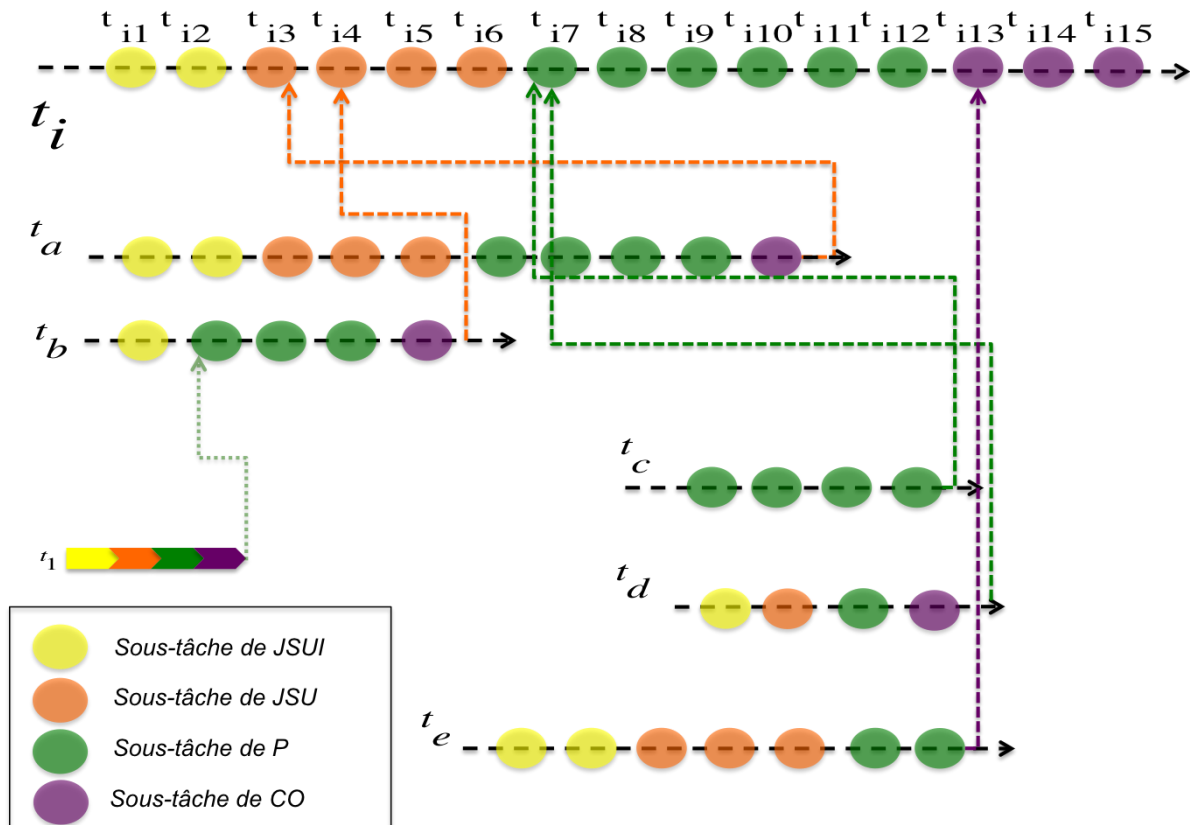 t i1 t i2 t i3 t i4 t i5 t i6 t i7 t i8 t i9 t i10 t i11 t i12 t i13 t i14 t i15
t i
t a
t b
t c
t 1
t d
Sous-tâche de JSUI
Sous-tâche de JSU
t e
Sous-tâche de P
Sous-tâche de CO